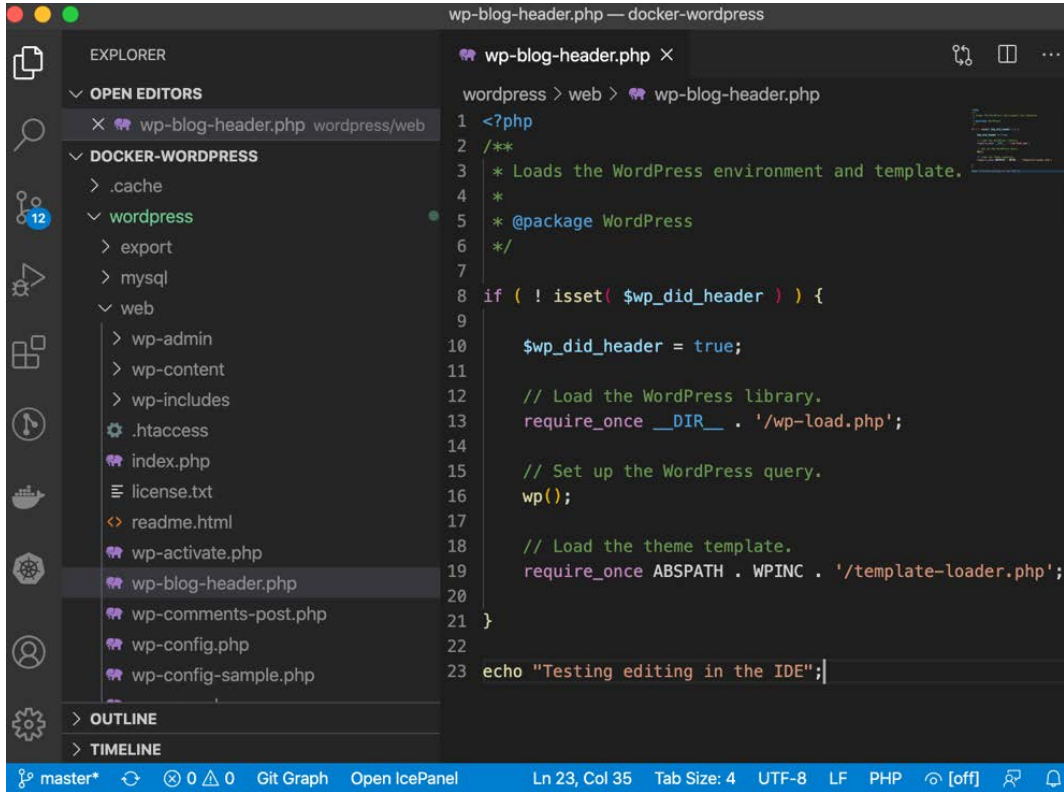 wp-blog-header.php — docker-wordpress
EXPLORER
OPEN EDITORS
wp-blog-header.php wordpress/web
DOCKER-WORDPRESS
.cache
wordpress
export
mysql
web
wp-admin
wp-content
wp-includes
.htaccess
index.php
license.txt
readme.html
wp-activate.php
wp-blog-header.php
wp-comments-post.php
wp-config.php
wp-config-sample.php
OUTLINE
TIMELINE
12
wp-blog-header.php
wordpress > web > wp-blog-header.php
1 <?php
2 /**
3 * Loads the WordPress environment and template.
4 *
5 * @package WordPress
6 */
7
8 if ( ! isset( $wp_did_header ) ) {
9
10 $wp_did_header = true;
11
12 // Load the WordPress library.
13 require_once __DIR__ . '/wp-load.php';
14
15 // Set up the WordPress query.
16 wp();
17
18 // Load the theme template.
19 require_once ABSPATH . WPINC . '/template-loader.php';
20
21 }
22
23 echo "Testing editing in the IDE";
master* 0 0 Git Graph Open IcePanel Ln 23, Col 35 Tab Size: 4 UTF-8 LF PHP [off]